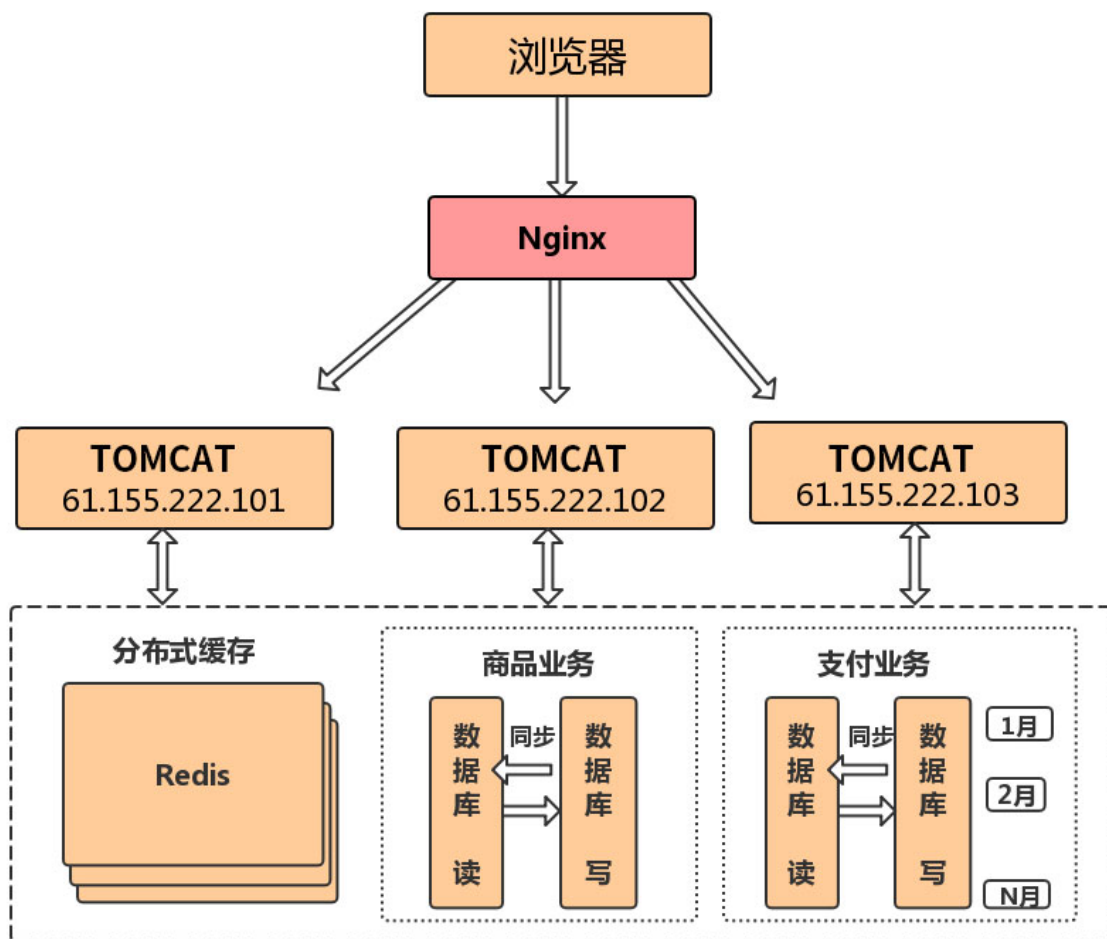 浏览器
Nginx
TOMCAT
61.155.222.101
TOMCAT
61.155.222.102
TOMCAT
61.155.222.103
分布式缓存
Redis
商品业务
数据库 读
同步
数据库 写
支付业务
数据库 读
同步
数据库 写
1月
2月
N月